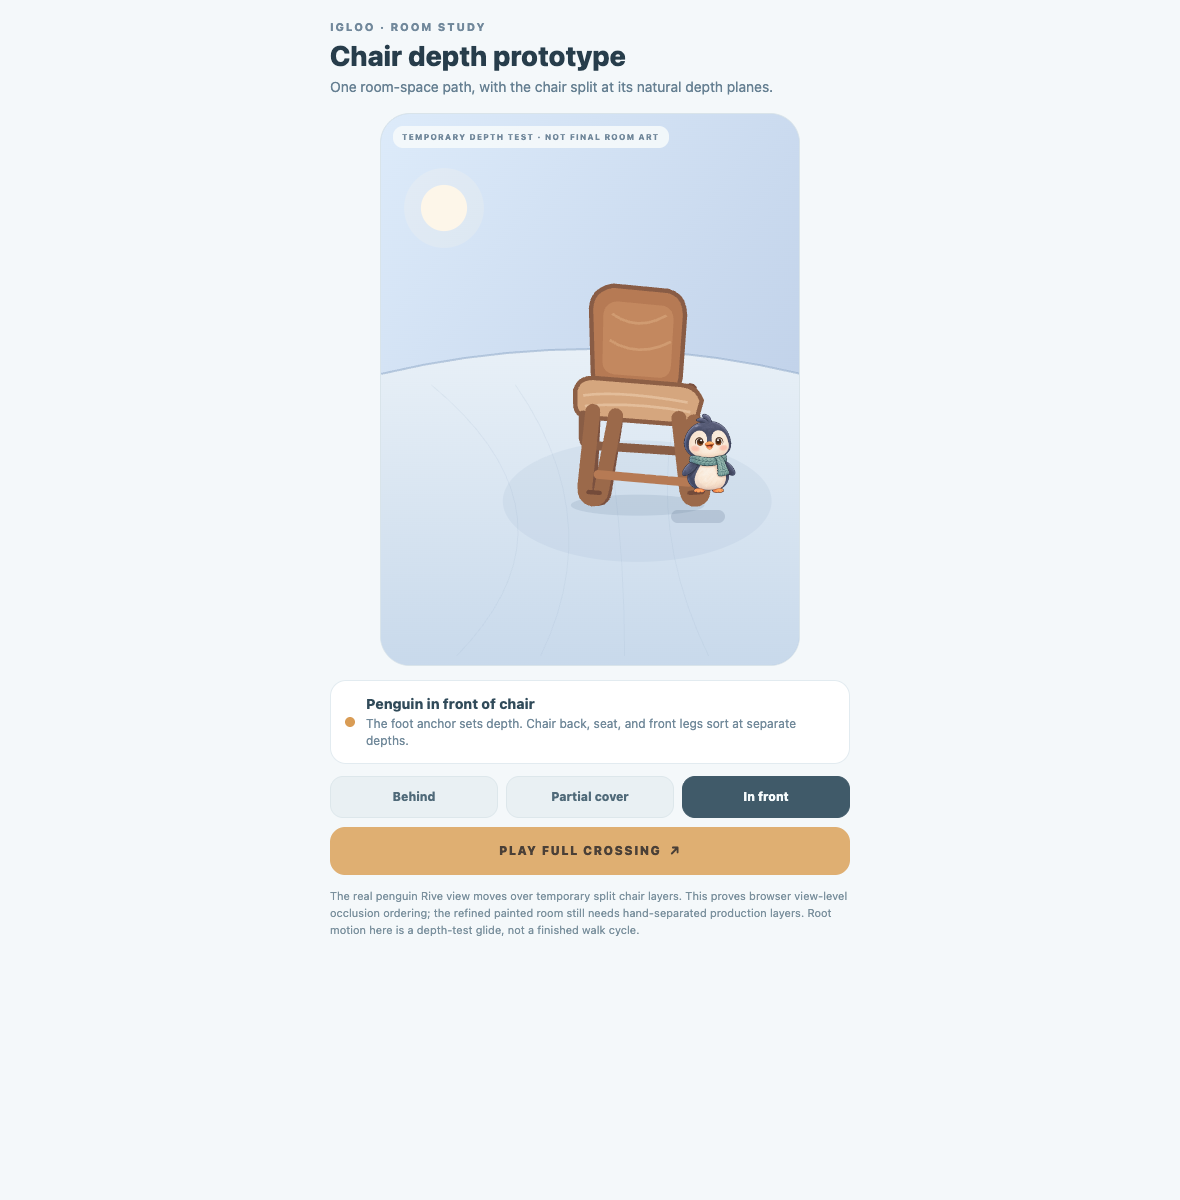 IGLOO · ROOM STUDY
Chair depth prototype
One room-space path, with the chair split at its natural depth planes.
TEMPORARY DEPTH TEST · NOT FINAL ROOM ART
Penguin in front of chair
The foot anchor sets depth. Chair back, seat, and front legs sort at separate
depths.
Behind
Partial cover
In front
PLAY FULL CROSSING ↗
The real penguin Rive view moves over temporary split chair layers. This proves browser view-level
occlusion ordering; the refined painted room still needs hand-separated production layers. Root
motion here is a depth-test glide, not a finished walk cycle.